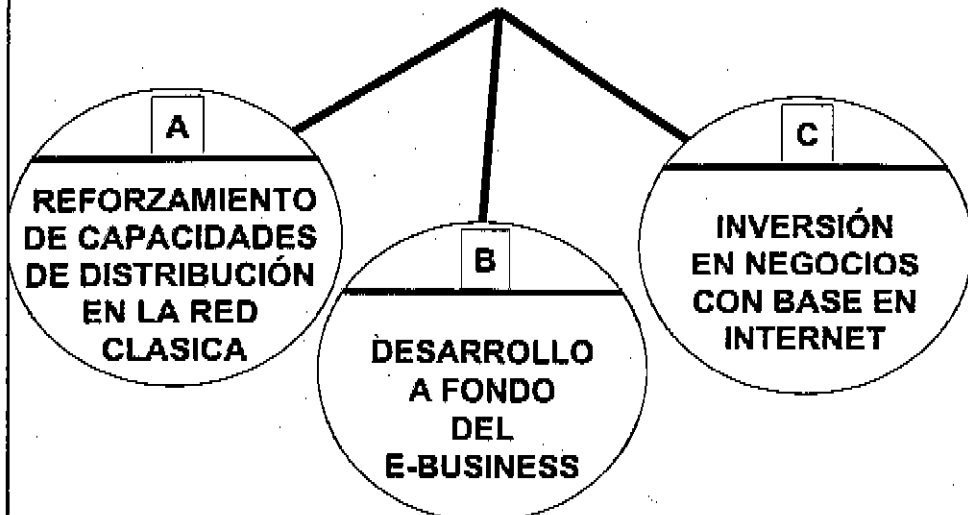 A
REFORZAMIENTO
DE CAPACIDADES
DE DISTRIBUCIÓN
EN LA RED
CLASICA
B
DESARROLLO
A FONDO
DEL
E-BUSINESS
C
INVERSIÓN
EN NEGOCIOS
CON BASE EN
INTERNET